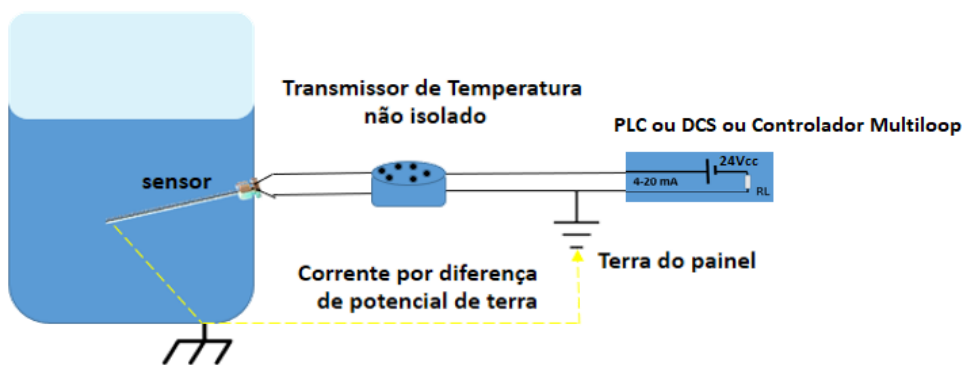 Transmissor de Temperatura
não isolado
PLC ou DCS ou Controlador Multiloop
24Vcc
sensor
4-20 mA
RL
Corrente por diferença
de potencial de terra
Terra do painel